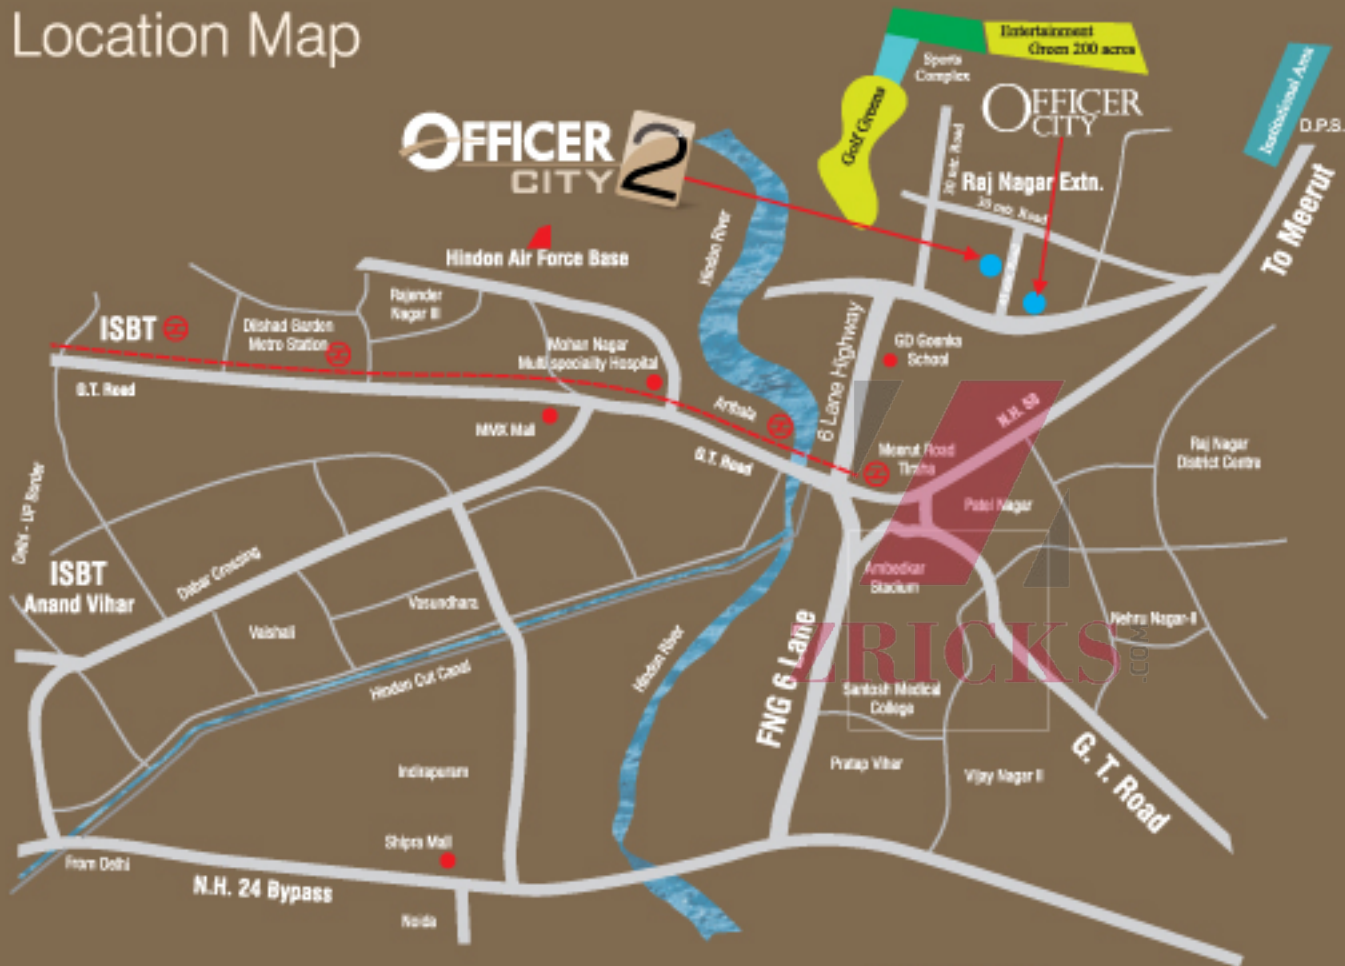 Location Map
Entertainment
Green 200 acres
Sports
Complex
Golf Greens
OFFICER
CITY
Institutional Area
D.P.S.
OFFICER
CITY 2
Raj Nagar Extn.
30 mtr. Road
To Meerut
Hindon River
Hindon Air Force Base
Rajender
Nagar III
ISBT
Dilshad Garden
Metro Station
Mohan Nagar
Multi speciality Hospital
6 Lane Highway
GD Goenka
School
G.T. Road
Arthala
N.H. 58
MMX Mall
G.T. Road
Meerut Road
Tiraha
Raj Nagar
District Centre
Patel Nagar
Delhi - UP Border
ISBT
Anand Vihar
Dabur Crossing
Ambedkar
Stadium
Vasundhara
Vaishali
Nehru Nagar-II
ZRICKS
.COM
Hindon Cut Canal
Hindon River
FNG 6 Lane
Santosh Medical
College
Indirapuram
Pratap Vihar
Vijay Nagar II
G. T. Road
Shipra Mall
From Delhi
N.H. 24 Bypass
Noida